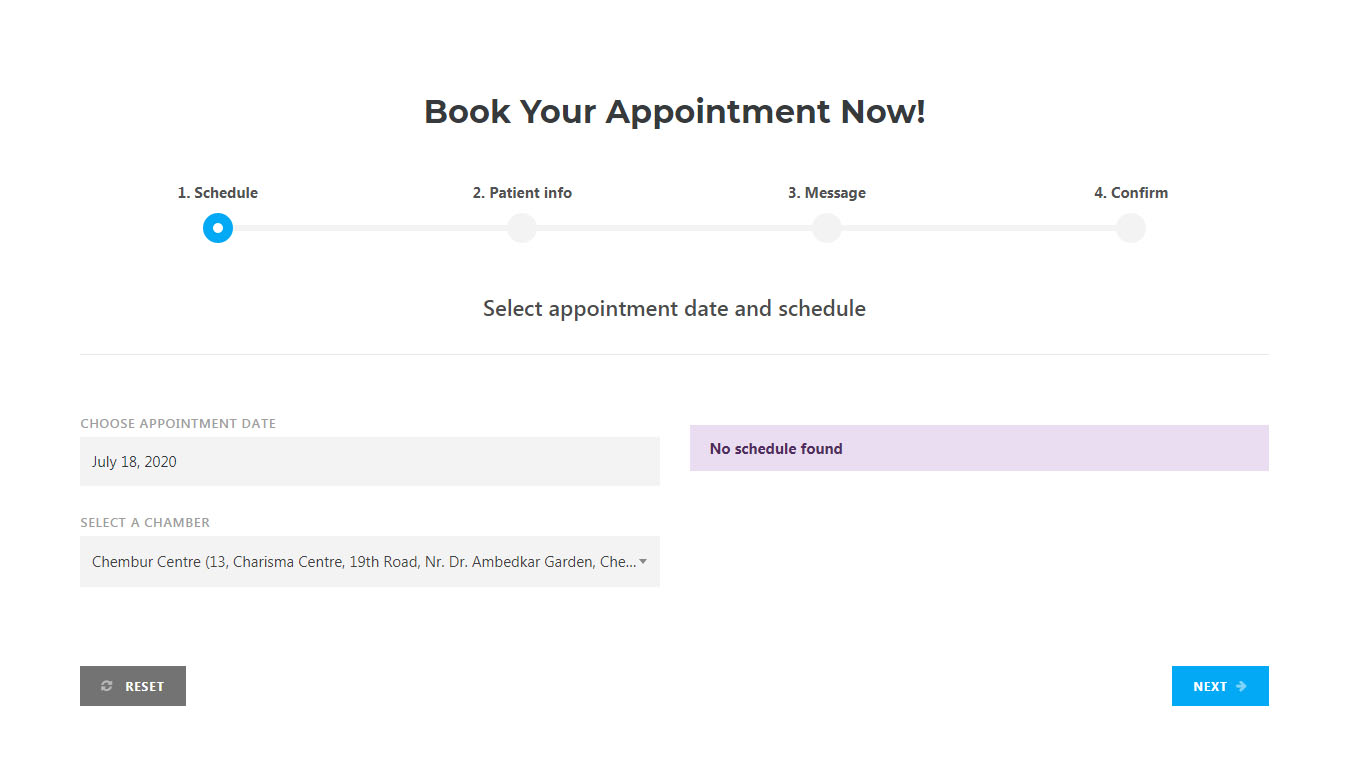 Book Your Appointment Now!
1. Schedule
2. Patient info
3. Message
4. Confirm
Select appointment date and schedule
CHOOSE APPOINTMENT DATE
July 18, 2020
No schedule found
SELECT A CHAMBER
Chembur Centre (13, Charisma Centre, 19th Road, Nr. Dr. Ambedkar Garden, Che...
RESET
NEXT